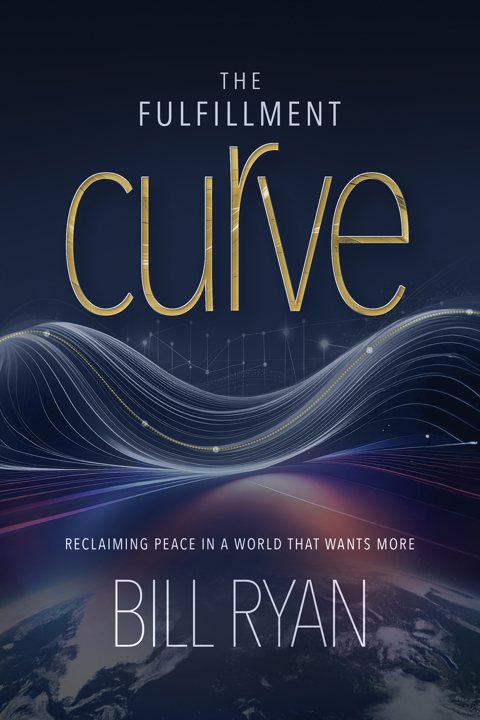 THE
FULFILLMENT
curve
RECLAIMING PEACE IN A WORLD THAT WANTS MORE
BILL RYAN